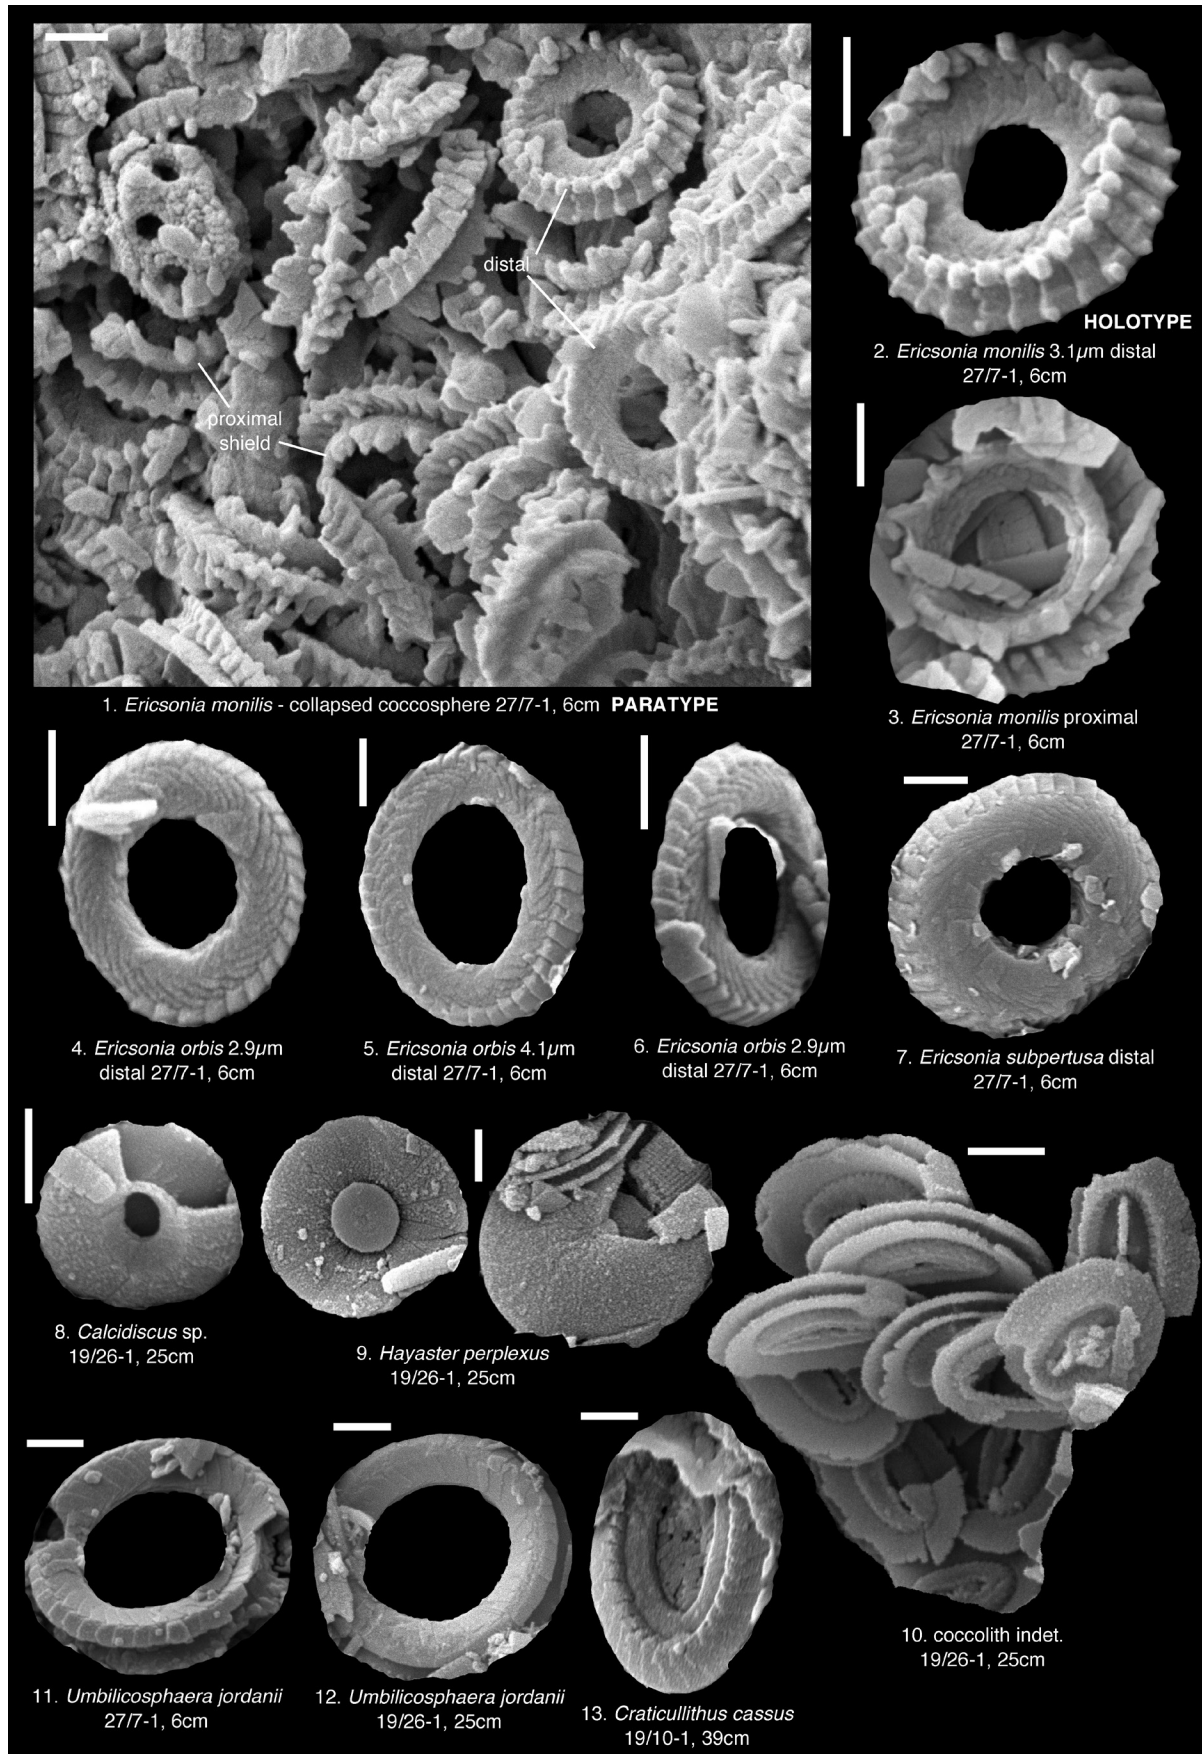 distal
proximal
shield
1. Ericsonia monilis - collapsed coccosphere 27/7-1, 6cm PARATYPE
HOLOTYPE
2. Ericsonia monilis 3.1µm distal
27/7-1, 6cm
3. Ericsonia monilis proximal
27/7-1, 6cm
4. Ericsonia orbis 2.9µm
distal 27/7-1, 6cm
5. Ericsonia orbis 4.1µm
distal 27/7-1, 6cm
6. Ericsonia orbis 2.9µm
distal 27/7-1, 6cm
7. Ericsonia subpertusa distal
27/7-1, 6cm
8. Calcidiscus sp.
19/26-1, 25cm
9. Hayaster perplexus
19/26-1, 25cm
10. coccolith indet.
19/26-1, 25cm
11. Umbilicosphaera jordanii
27/7-1, 6cm
12. Umbilicosphaera jordanii
19/26-1, 25cm
13. Craticullithus cassus
19/10-1, 39cm